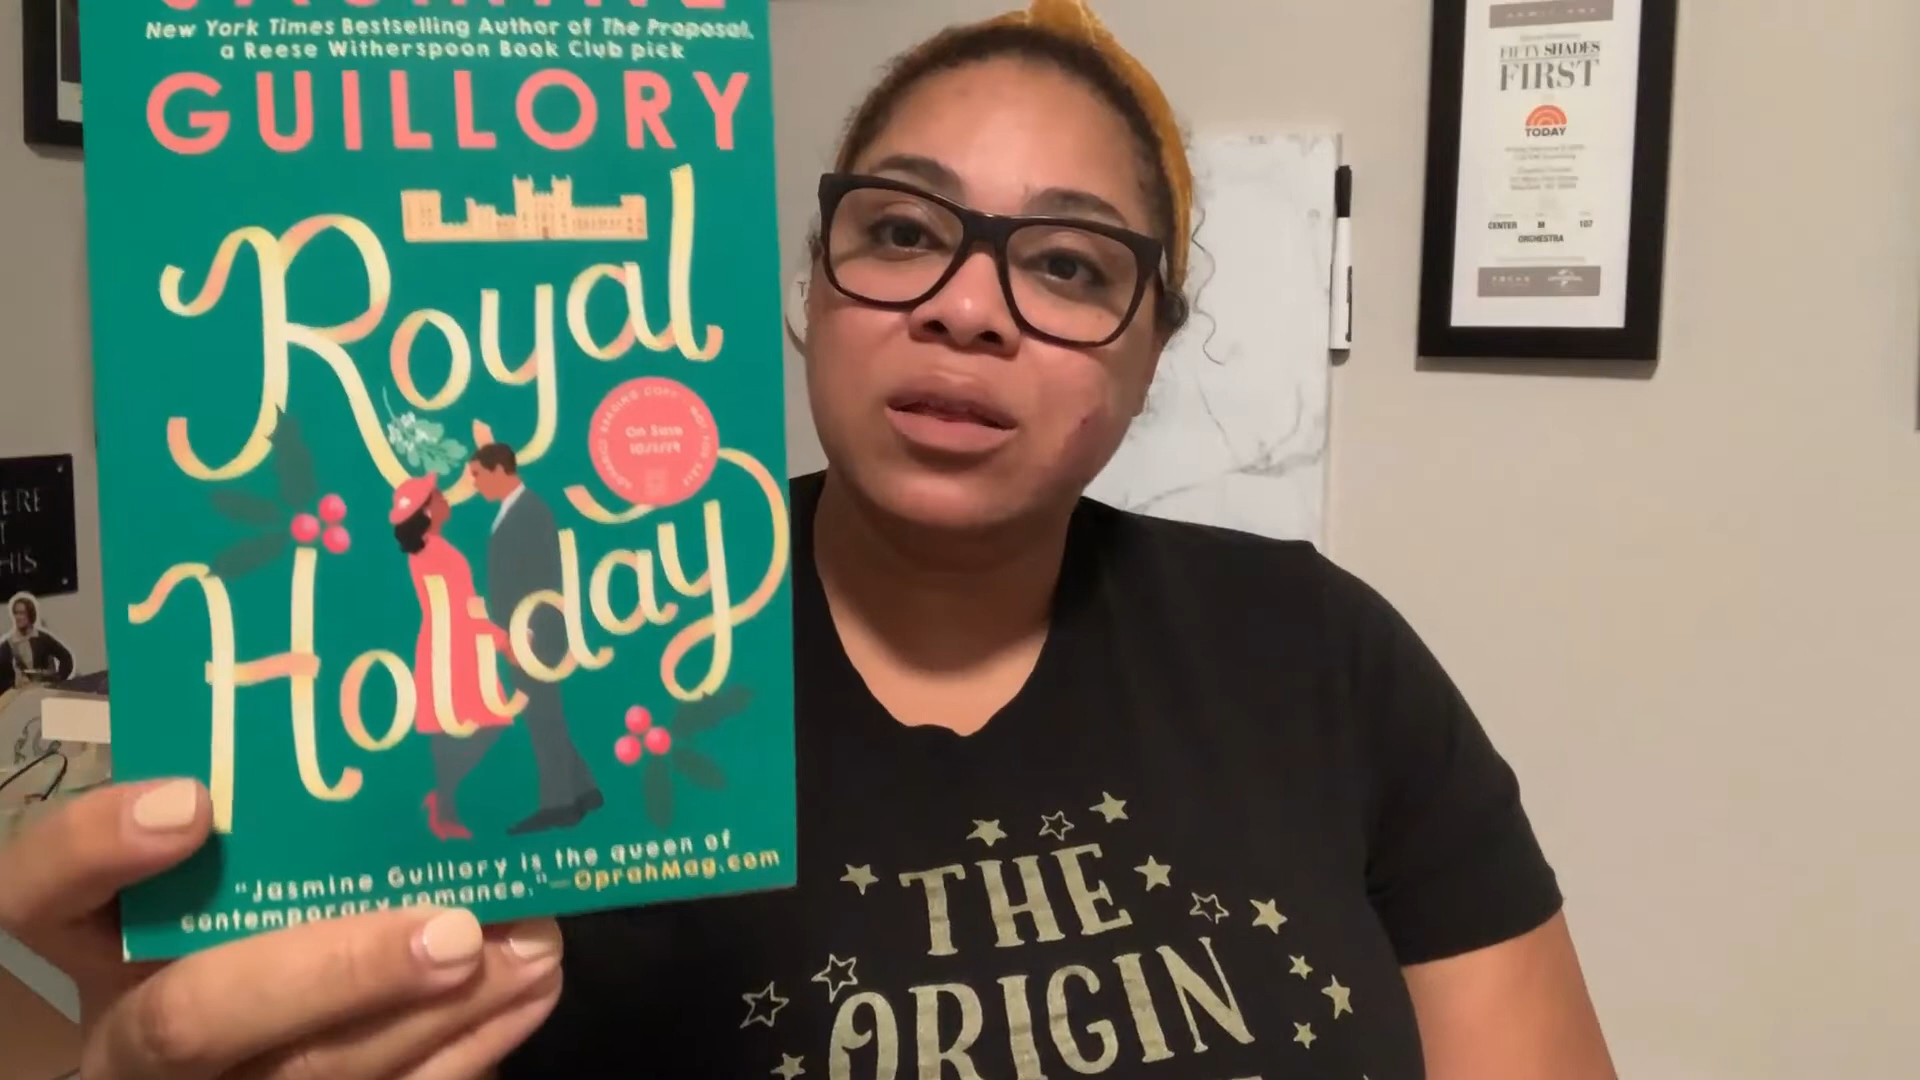 New York Times Bestselling Author of The Proposal,
a Reese Witherspoon Book Club pick
GUILLORY
Royal
Holiday
On Sale
"Jasmine Guillory is the queen of
contemporary romance."—OprahMag.com
THE
ORIGIN
FIFTY SHADES
FIRST
TODAY
CENTER M 107
ORCHESTRA